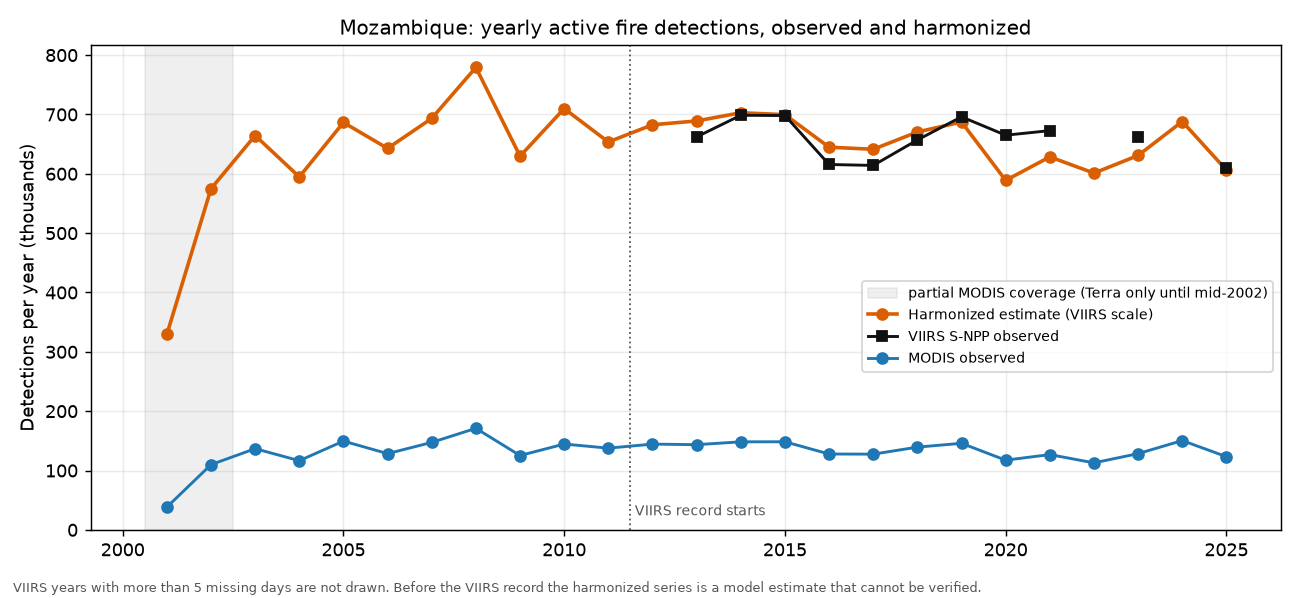 Mozambique: yearly active fire detections, observed and harmonized
Detections per year (thousands)
800
700
600
500
400
300
200
100
0
partial MODIS coverage (Terra only until mid-2002)
Harmonized estimate (VIIRS scale)
VIIRS S-NPP observed
MODIS observed
VIIRS record starts
2000 2005 2010 2015 2020 2025
VIIRS years with more than 5 missing days are not drawn. Before the VIIRS record the harmonized series is a model estimate that cannot be verified.